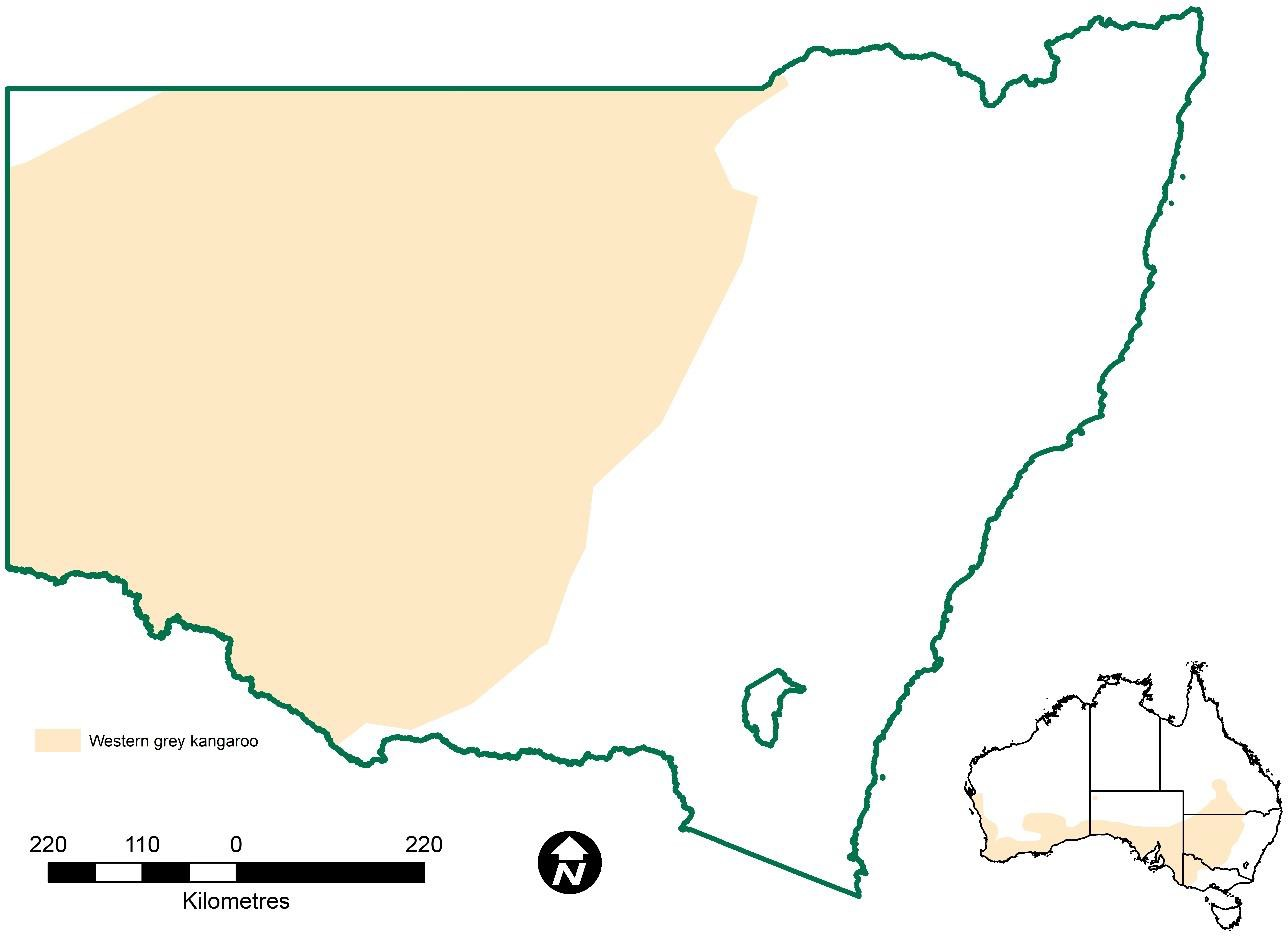 Western grey kangaroo
220 110 0 220
Kilometres
N